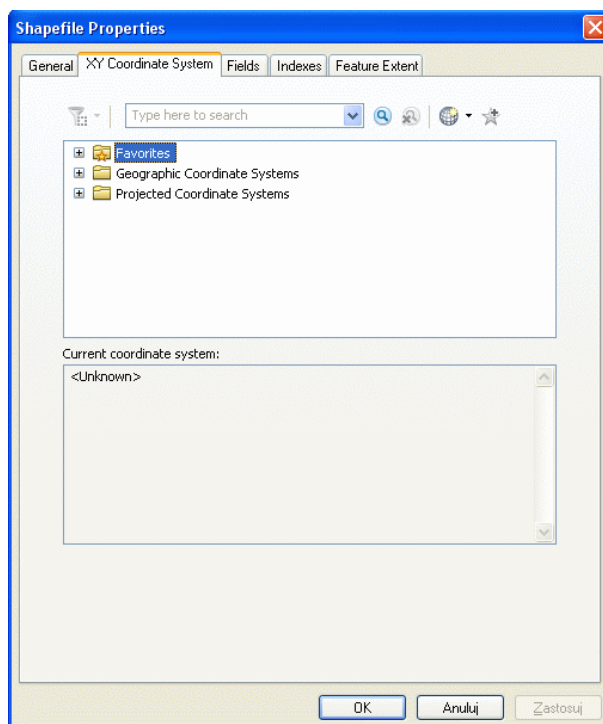 Shapefile Properties
General XY Coordinate System Fields Indexes Feature Extent
Type here to search
Favorites
Geographic Coordinate Systems
Projected Coordinate Systems
Current coordinate system:
<Unknown>
OK Anuluj Zastosuj